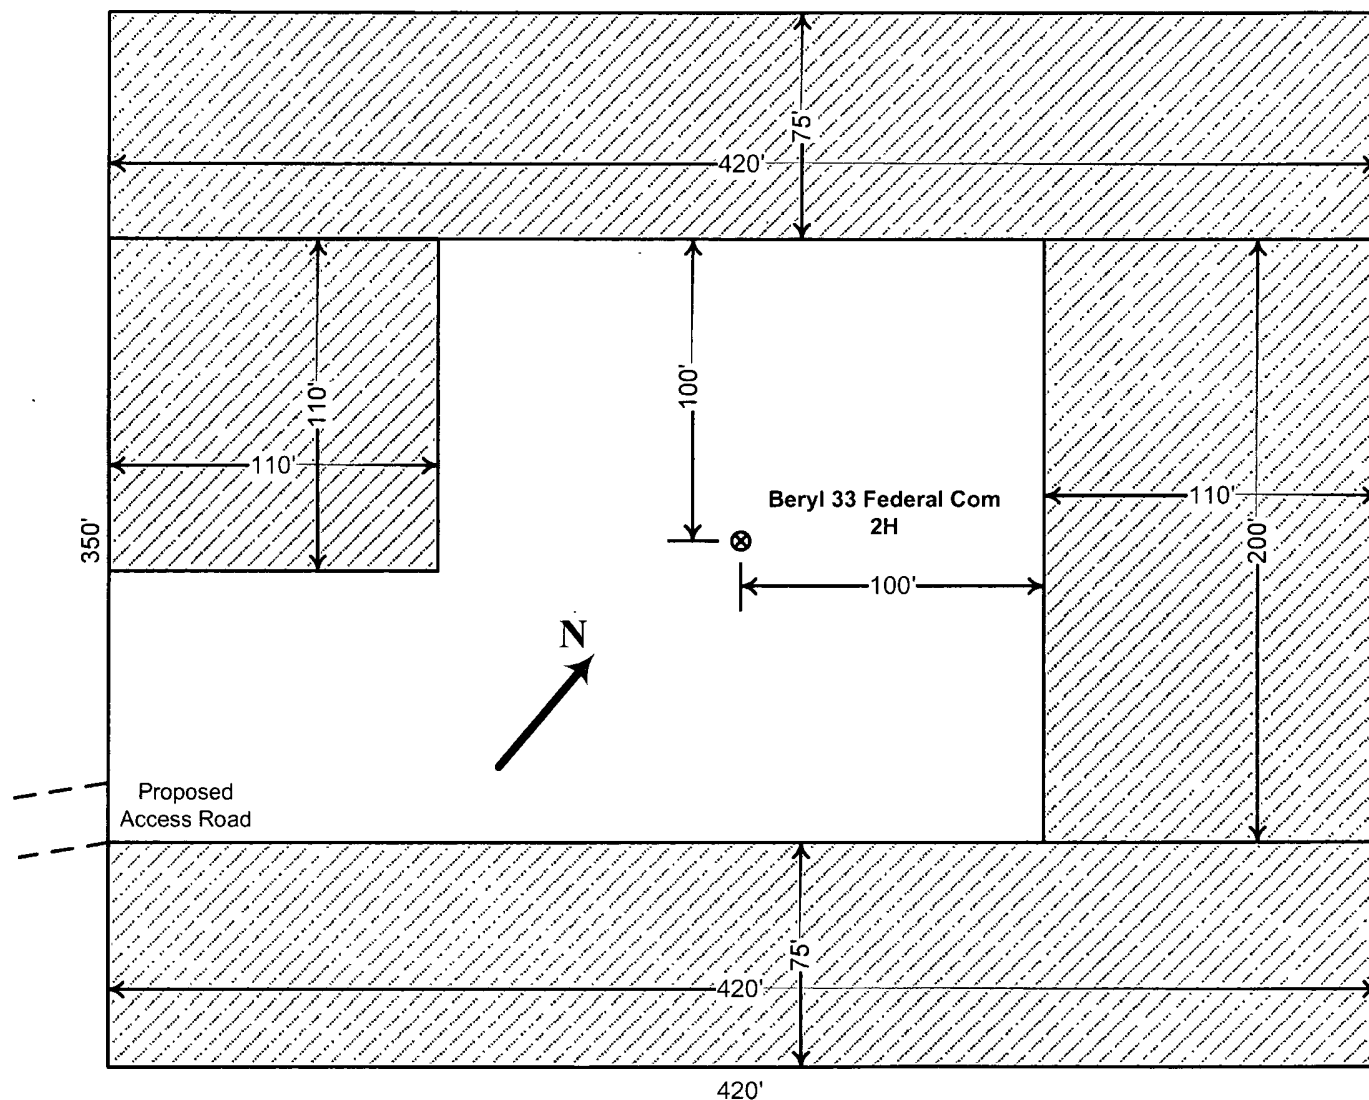 75'
420'
110'
110'
100'
350'
Beryl 33 Federal Com
2H
110'
200'
100'
N
Proposed
Access Road
75'
420'
420'